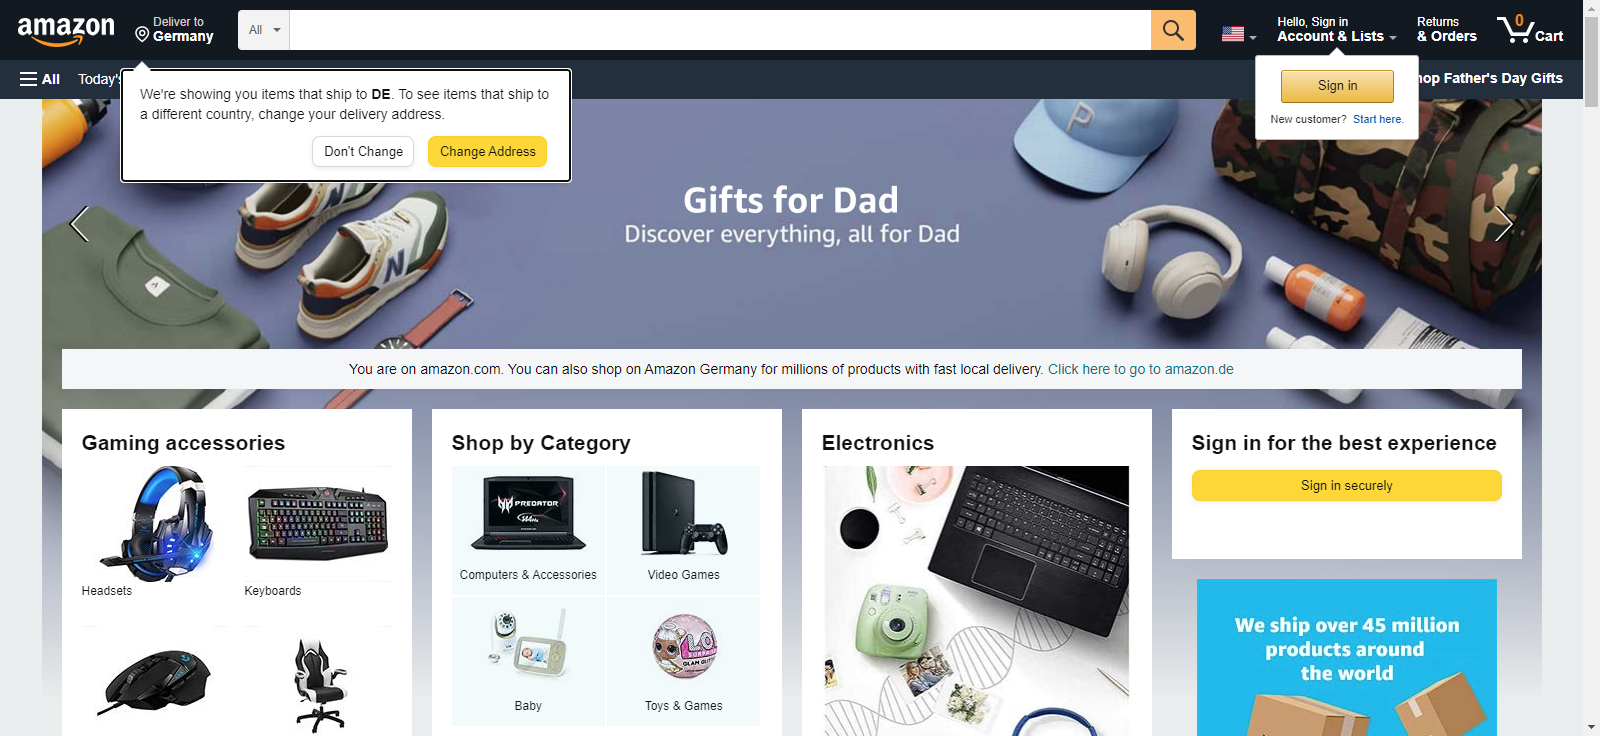 amazon
Deliver to
Germany
All
Hello, Sign in
Account & Lists
Returns
& Orders
0
Cart
All
Today's
Shop Father's Day Gifts
We're showing you items that ship to DE. To see items that ship to
a different country, change your delivery address.
Don't Change
Change Address
Sign in
New customer? Start here.
Gifts for Dad
Discover everything, all for Dad
You are on amazon.com. You can also shop on Amazon Germany for millions of products with fast local delivery. Click here to go to amazon.de
Gaming accessories
Headsets
Keyboards
Shop by Category
PREDATOR
Computers & Accessories
Video Games
Baby
L.O.L.
SURPRISE
GLAM GLITTER
Toys & Games
Electronics
Sign in for the best experience
Sign in securely
We ship over 45 million
products around
the world